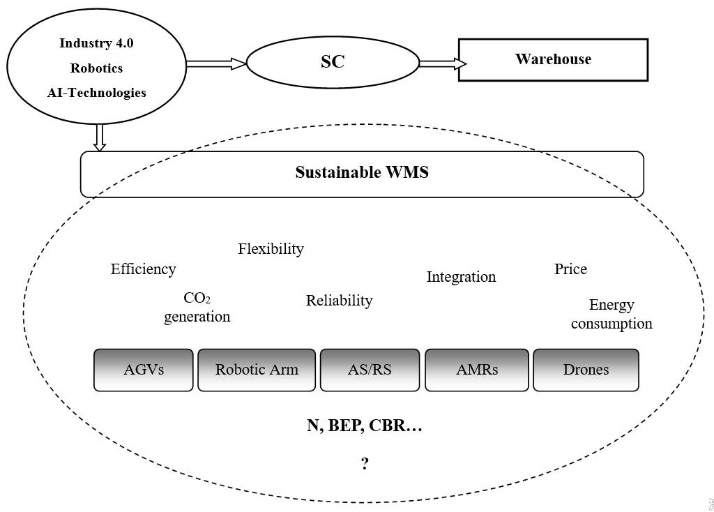 Industry 4.0
Robotics
AI-Technologies
SC
Warehouse
Sustainable WMS
Flexibility
Efficiency
Integration
Price
CO₂
generation
Reliability
Energy
consumption
AGVs
Robotic Arm
AS/RS
AMRs
Drones
N, BEP, CBR…
?